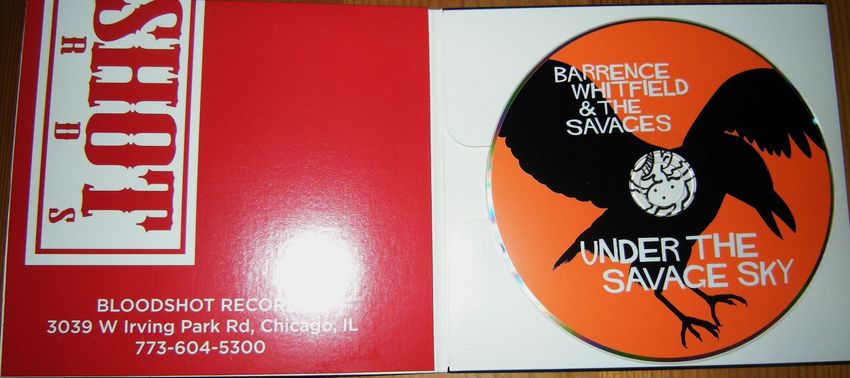 SHOT
R D S
BLOODSHOT RECOR
3039 W Irving Park Rd, Chicago, IL
773-604-5300
BARRENCE
WHITFIELD
& THE
SAVAGES
UNDER THE
SAVAGE SKY